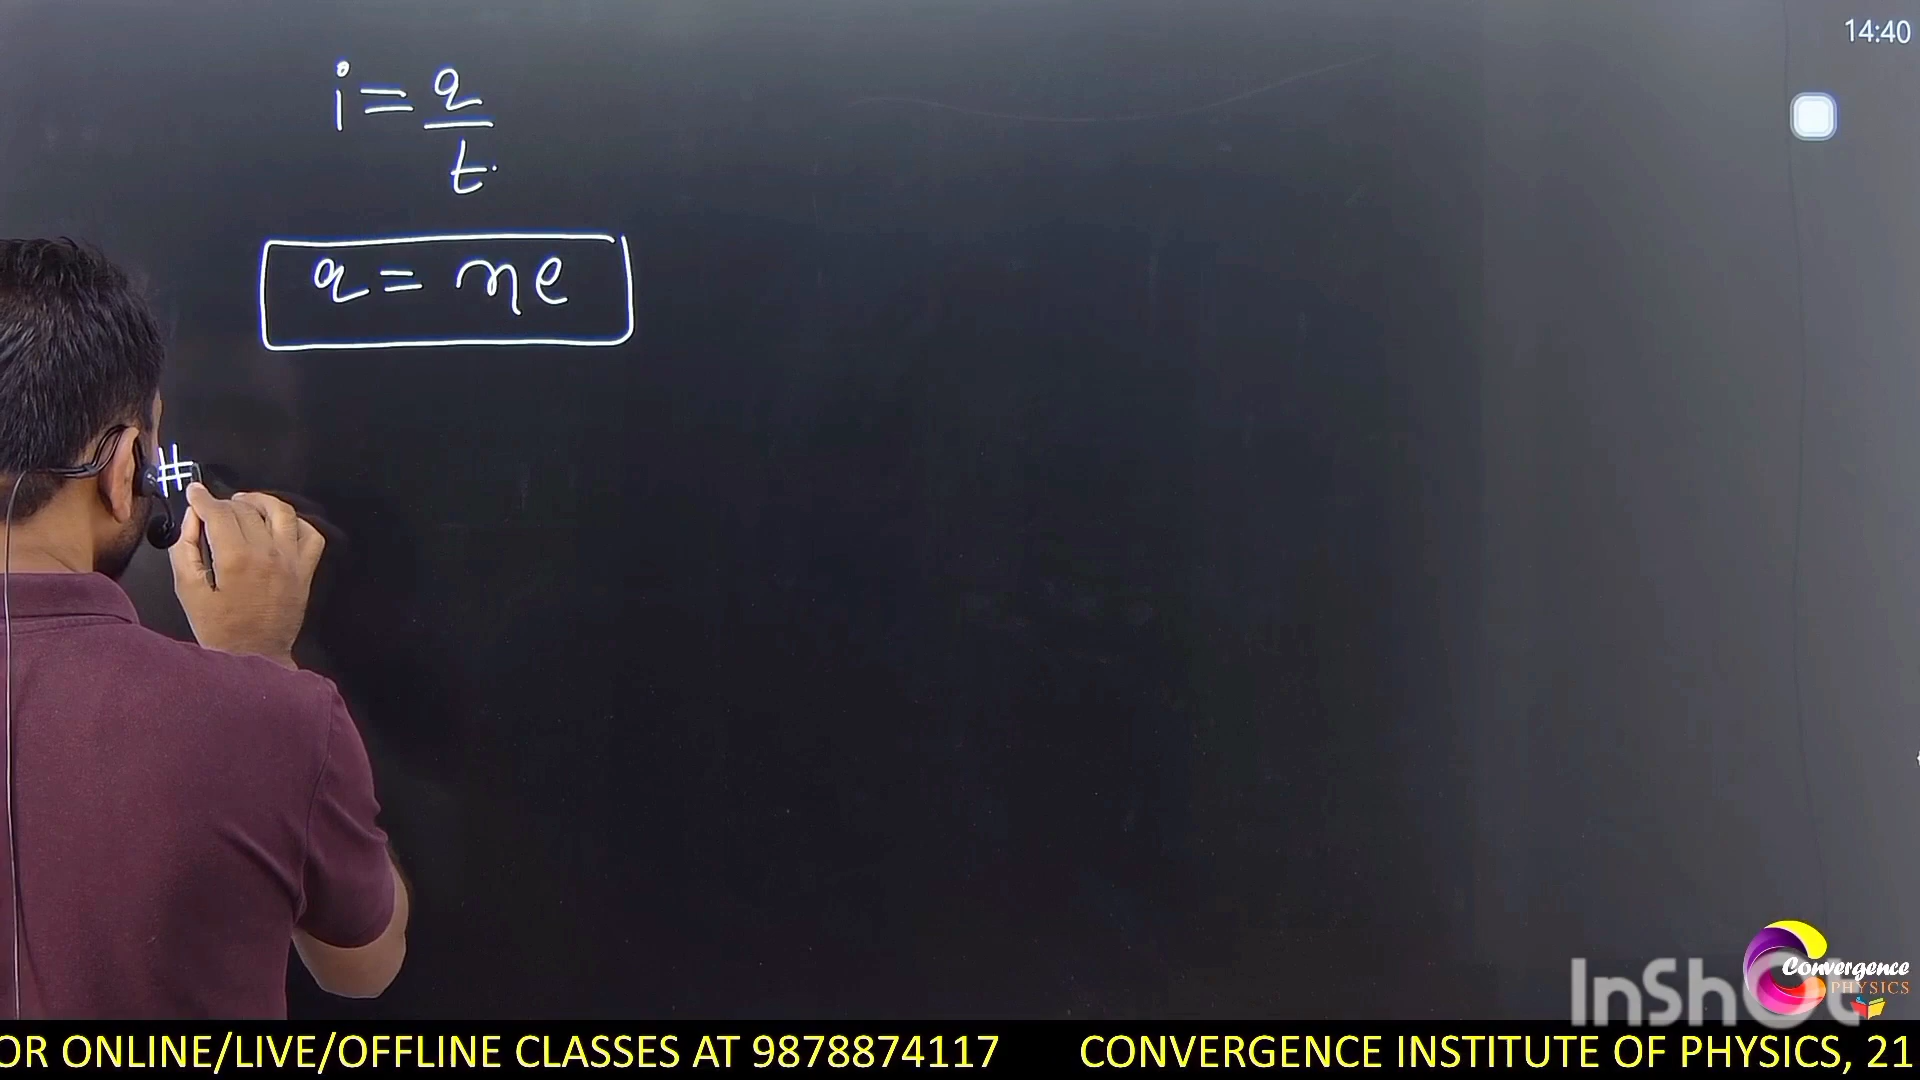 14:40
i = q/t
q = ne
#
InShot
Convergence
PHYSICS
OR ONLINE/LIVE/OFFLINE CLASSES AT 9878874117 CONVERGENCE INSTITUTE OF PHYSICS, 21